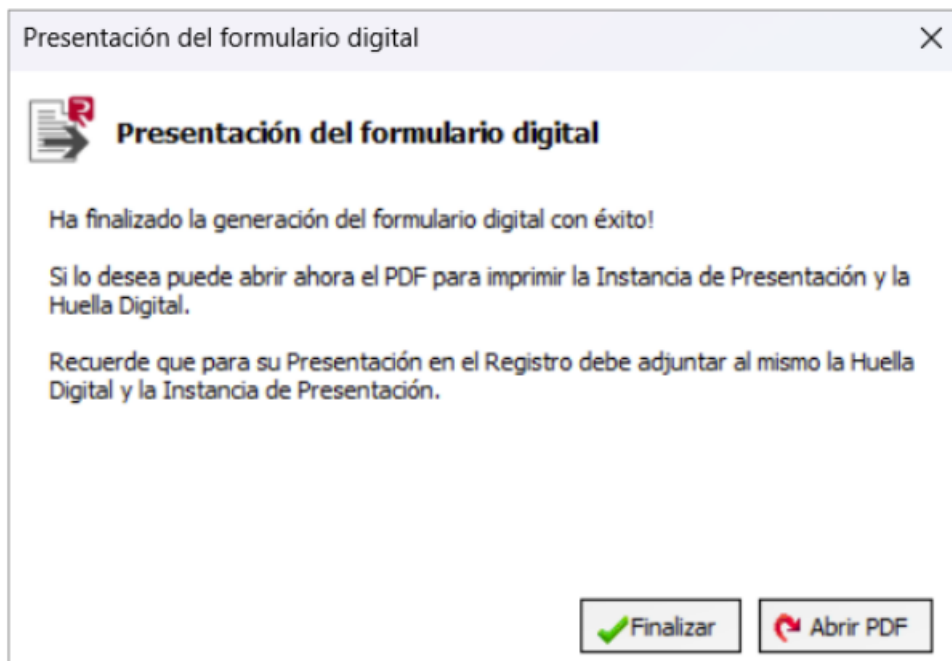 Presentación del formulario digital
Presentación del formulario digital
Ha finalizado la generación del formulario digital con éxito!
Si lo desea puede abrir ahora el PDF para imprimir la Instancia de Presentación y la
Huella Digital.
Recuerde que para su Presentación en el Registro debe adjuntar al mismo la Huella
Digital y la Instancia de Presentación.
Finalizar
Abrir PDF